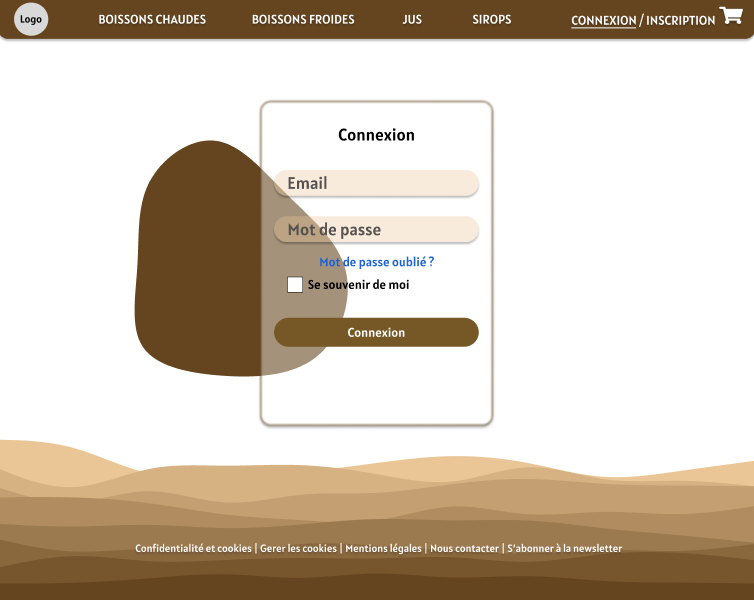 Logo BOISSONS CHAUDES BOISSONS FROIDES JUS SIROPS CONNEXION / INSCRIPTION
Connexion
Email
Mot de passe
Mot de passe oublié ?
Se souvenir de moi
Connexion
Confidentialité et cookies | Gerer les cookies | Mentions légales | Nous contacter | S'abonner à la newsletter